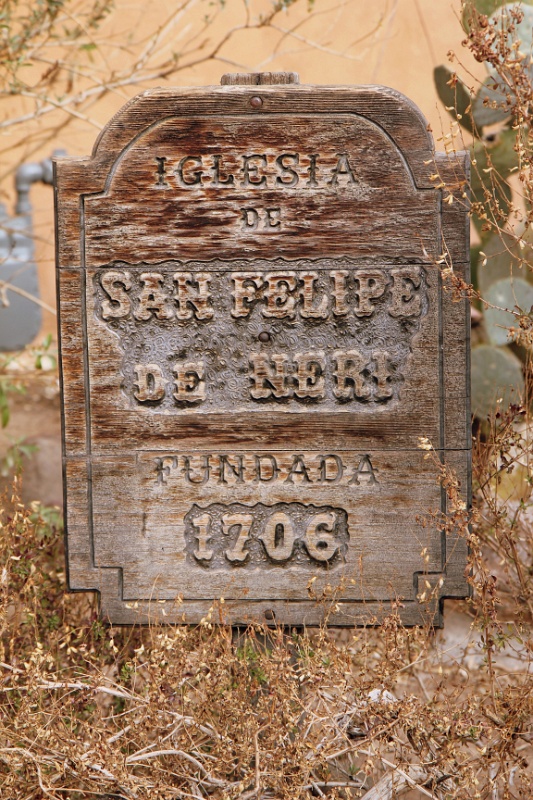 IGLESIA
DE
SAN FELIPE
DE NERI
FUNDADA
1706